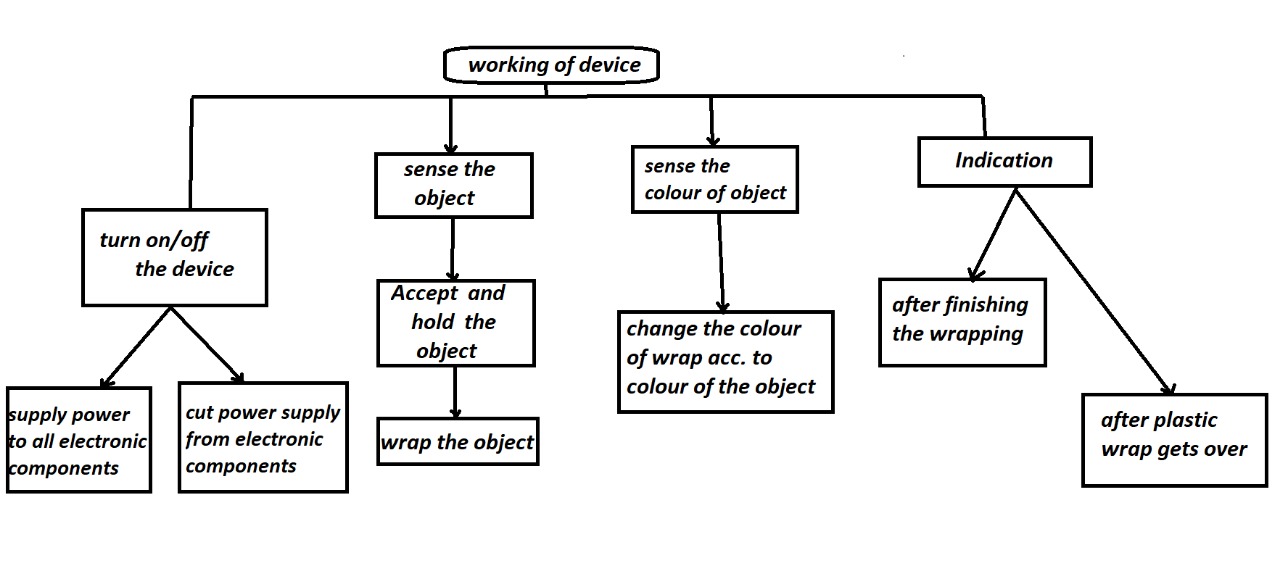 working of device
turn on/off
the device
supply power
to all electronic
components
cut power supply
from electronic
components
sense the
object
Accept and
hold the
object
wrap the object
sense the
colour of object
change the colour
of wrap acc. to
colour of the object
Indication
after finishing
the wrapping
after plastic
wrap gets over